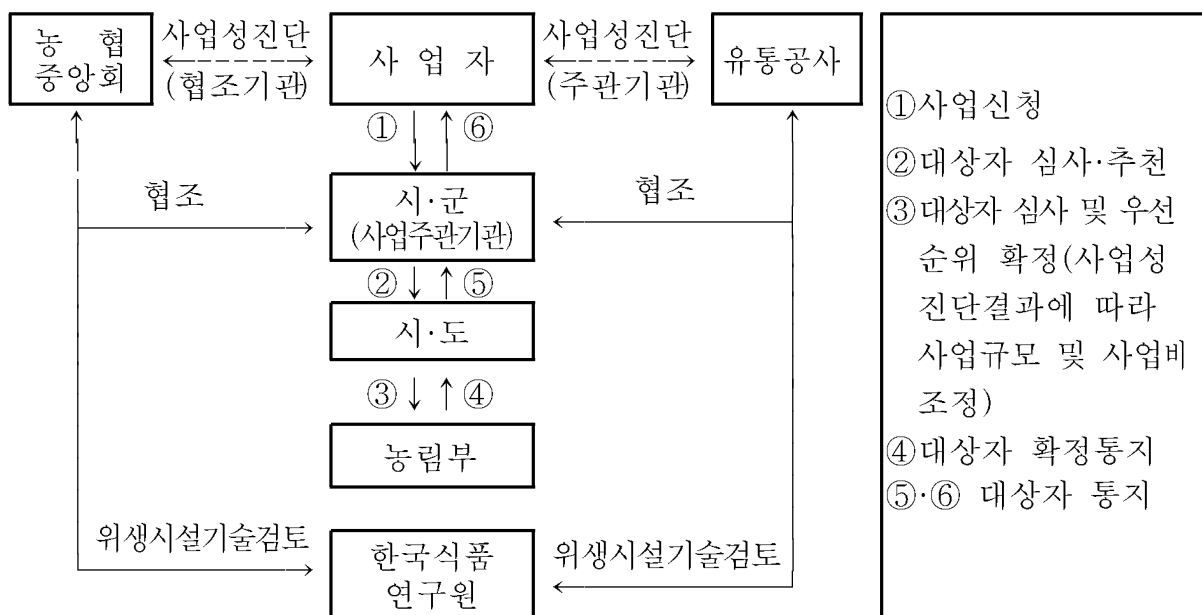 농 협
중앙회
사업성진단
(협조기관)
사 업 자
사업성진단
(주관기관)
유통공사
① ⑥
협조
시·군
(사업주관기관)
협조
② ⑤
시·도
③ ④
농림부
위생시설기술검토
한국식품
연구원
위생시설기술검토
①사업신청
②대상자 심사·추천
③대상자 심사 및 우선
순위 확정(사업성
진단결과에 따라
사업규모 및 사업비
조정)
④대상자 확정통지
⑤·⑥ 대상자 통지